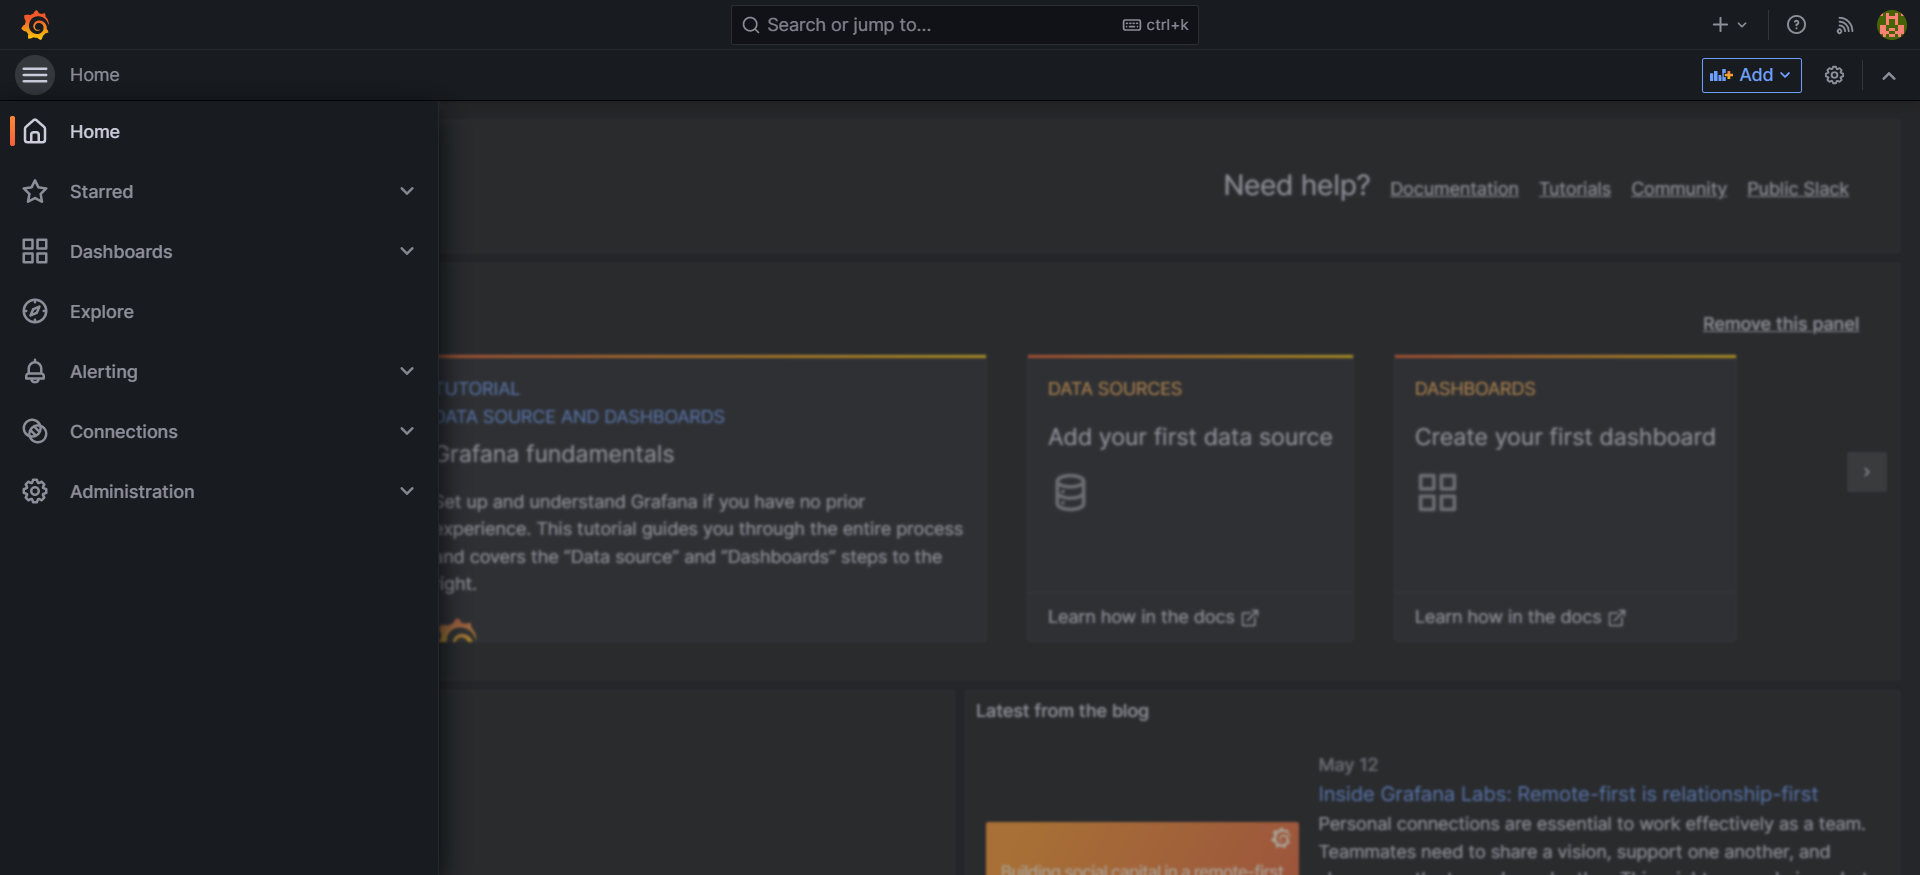 Search or jump to...
ctrl+k
Home
Add
Home
Starred
Dashboards
Explore
Alerting
Connections
Administration
Need help?
Documentation
Tutorials
Community
Public Slack
Remove this panel
TUTORIAL
DATA SOURCE AND DASHBOARDS
Grafana fundamentals
Set up and understand Grafana if you have no prior
experience. This tutorial guides you through the entire process
and covers the “Data source” and “Dashboards” steps to the
right.
DATA SOURCES
Add your first data source
Learn how in the docs
DASHBOARDS
Create your first dashboard
Learn how in the docs
Latest from the blog
Building social capital in a remote-first
May 12
Inside Grafana Labs: Remote-first is relationship-first
Personal connections are essential to work effectively as a team.
Teammates need to share a vision, support one another, and